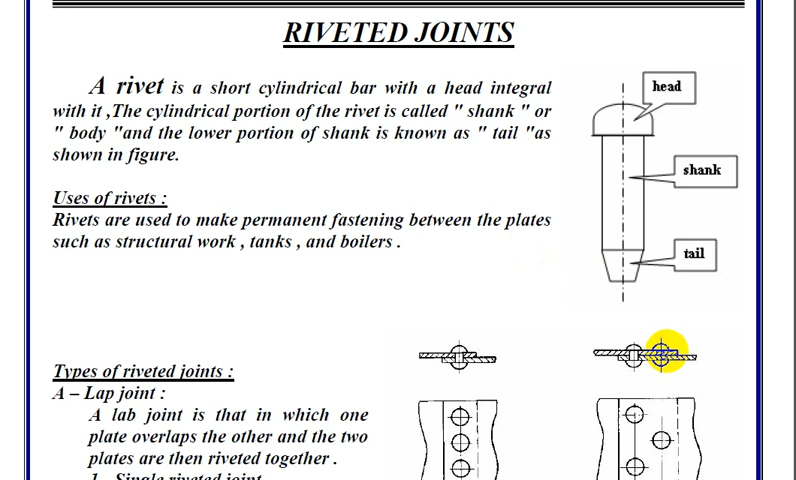 RIVETED JOINTS
A rivet is a short cylindrical bar with a head integral
with it ,The cylindrical portion of the rivet is called " shank " or
" body "and the lower portion of shank is known as " tail "as
shown in figure.
head
shank
tail
Uses of rivets :
Rivets are used to make permanent fastening between the plates
such as structural work , tanks , and boilers .
Types of riveted joints :
A – Lap joint :
A lab joint is that in which one
plate overlaps the other and the two
plates are then riveted together .
1 – Single riveted joint